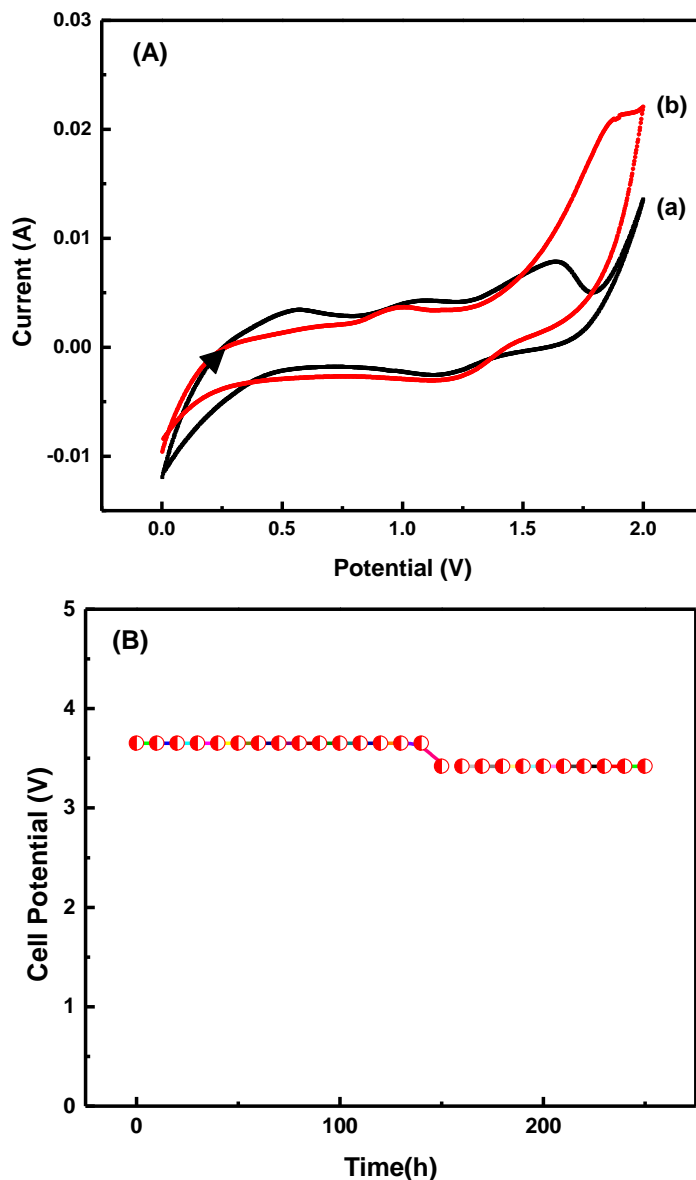 (A)
0.03
0.02
0.01
0.00
-0.01
Current (A)
(b)
(a)
0.0 0.5 1.0 1.5 2.0
Potential (V)
(B)
5
4
3
2
1
0
Cell Potential (V)
0 100 200
Time(h)